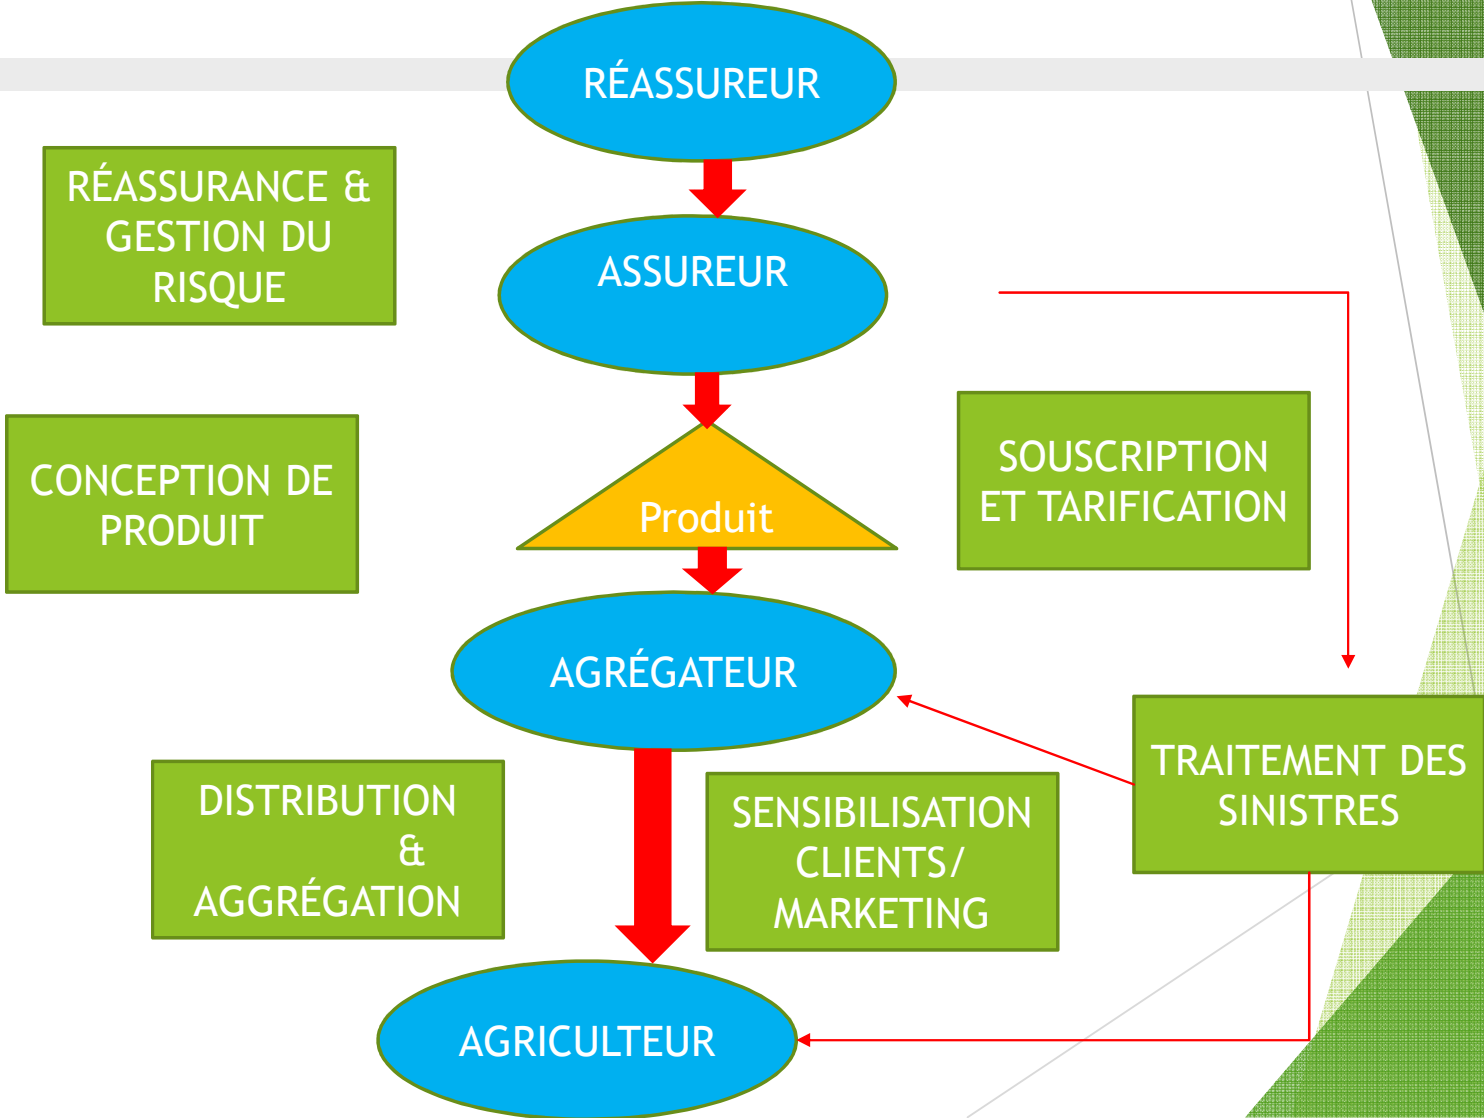 RÉASSUREUR
RÉASSURANCE &
GESTION DU
RISQUE
ASSUREUR
CONCEPTION DE
PRODUIT
Produit
SOUSCRIPTION
ET TARIFICATION
AGRÉGATEUR
TRAITEMENT DES
SINISTRES
DISTRIBUTION
&
AGGRÉGATION
SENSIBILISATION
CLIENTS/
MARKETING
AGRICULTEUR